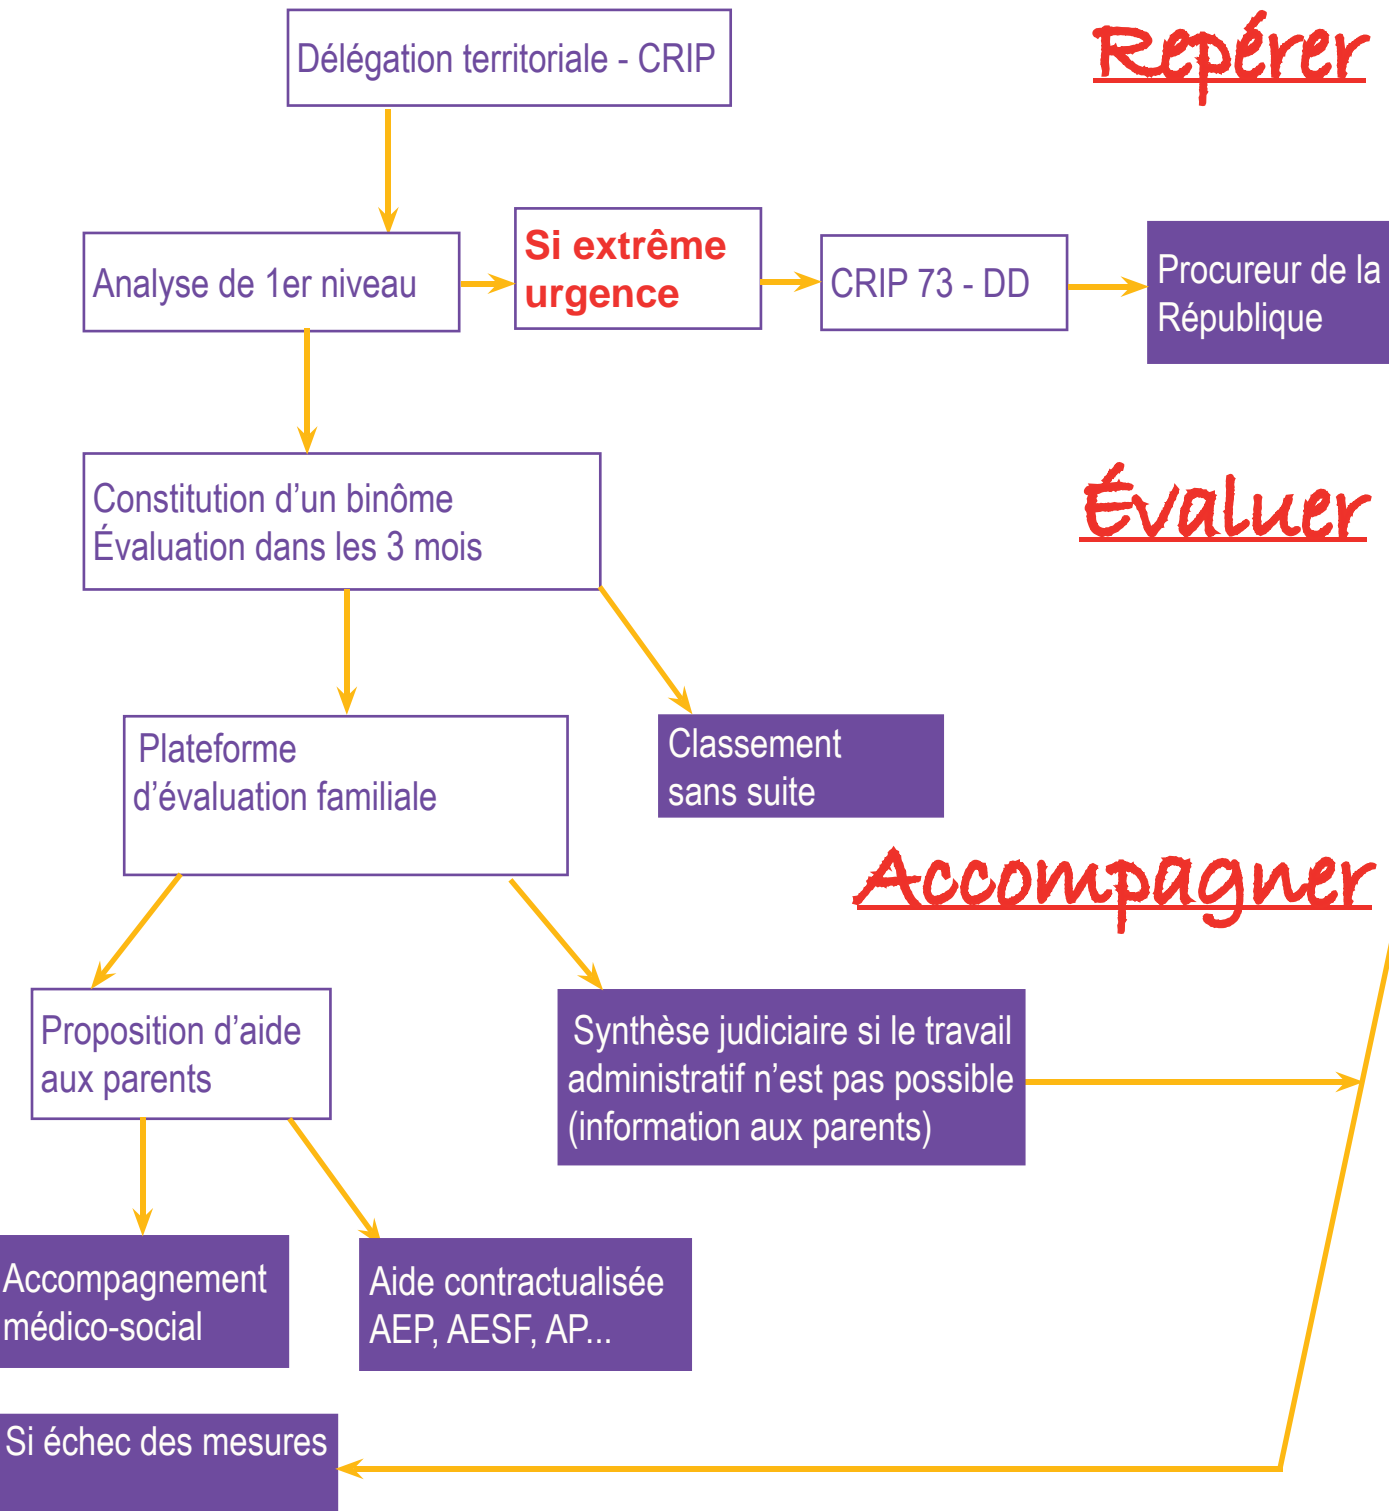 Délégation territoriale - CRIP
Repérer
Analyse de 1er niveau
Si extrême
urgence
CRIP 73 - DD
Procureur de la
République
Constitution d’un binôme
Évaluation dans les 3 mois
Évaluer
Plateforme
d’évaluation familiale
Classement
sans suite
Accompagner
Proposition d’aide
aux parents
Synthèse judiciaire si le travail
administratif n’est pas possible
(information aux parents)
Accompagnement
médico-social
Aide contractualisée
AEP, AESF, AP...
Si échec des mesures